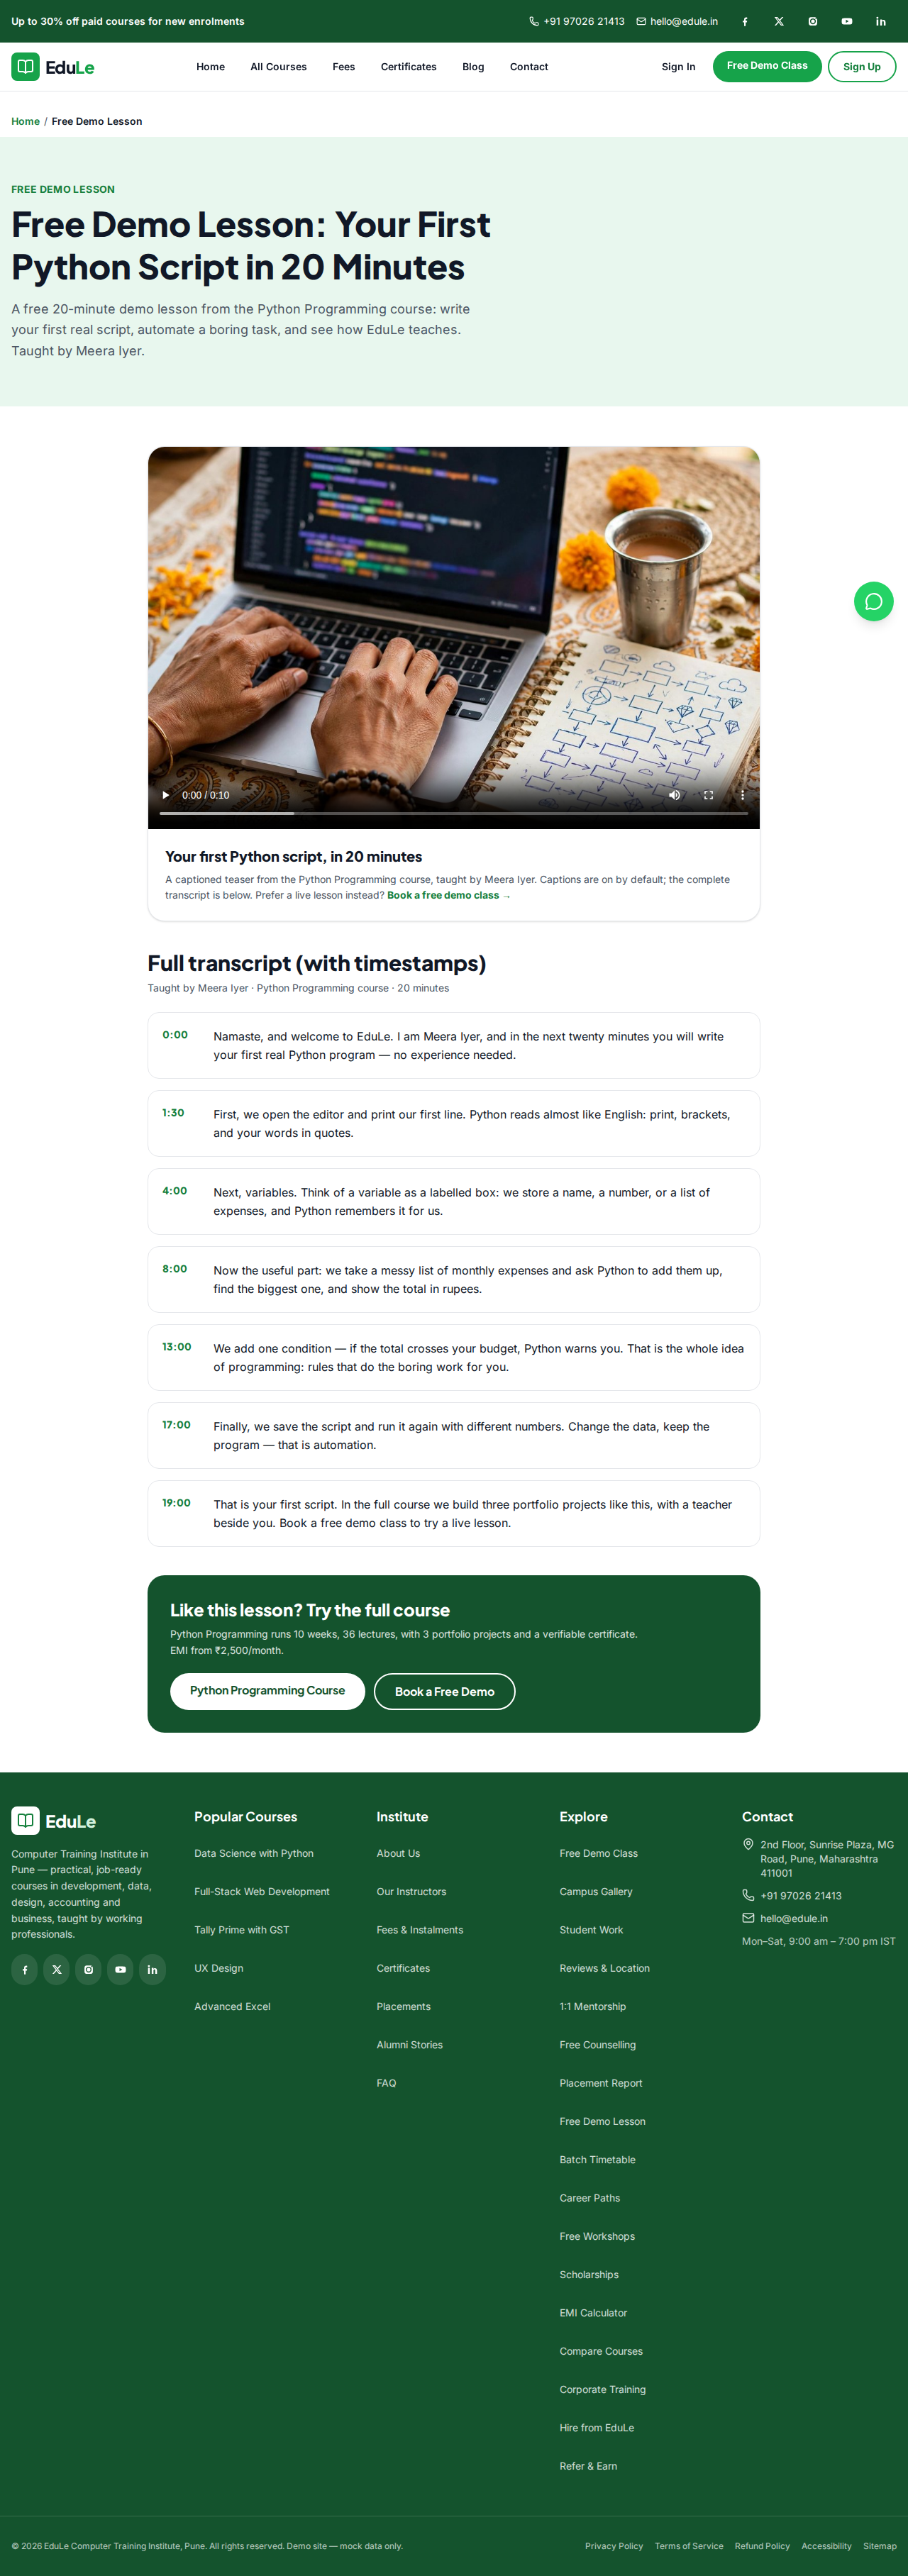 Up to 30% off paid courses for new enrolments
+91 97026 21413 hello@edule.in
EduLe
Home All Courses Fees Certificates Blog Contact
Sign In Free Demo Class Sign Up
Home / Free Demo Lesson
FREE DEMO LESSON
Free Demo Lesson: Your First
Python Script in 20 Minutes
A free 20-minute demo lesson from the Python Programming course: write
your first real script, automate a boring task, and see how EduLe teaches.
Taught by Meera Iyer.
0:00 / 0:10
Your first Python script, in 20 minutes
A captioned teaser from the Python Programming course, taught by Meera Iyer. Captions are on by default; the complete
transcript is below. Prefer a live lesson instead? Book a free demo class →
Full transcript (with timestamps)
Taught by Meera Iyer · Python Programming course · 20 minutes
0:00 Namaste, and welcome to EduLe. I am Meera Iyer, and in the next twenty minutes you will write
your first real Python program — no experience needed.
1:30 First, we open the editor and print our first line. Python reads almost like English: print, brackets,
and your words in quotes.
4:00 Next, variables. Think of a variable as a labelled box: we store a name, a number, or a list of
expenses, and Python remembers it for us.
8:00 Now the useful part: we take a messy list of monthly expenses and ask Python to add them up,
find the biggest one, and show the total in rupees.
13:00 We add one condition — if the total crosses your budget, Python warns you. That is the whole idea
of programming: rules that do the boring work for you.
17:00 Finally, we save the script and run it again with different numbers. Change the data, keep the
program — that is automation.
19:00 That is your first script. In the full course we build three portfolio projects like this, with a teacher
beside you. Book a free demo class to try a live lesson.
Like this lesson? Try the full course
Python Programming runs 10 weeks, 36 lectures, with 3 portfolio projects and a verifiable certificate.
EMI from ₹2,500/month.
Python Programming Course Book a Free Demo
EduLe
Computer Training Institute in
Pune — practical, job-ready
courses in development, data,
design, accounting and
business, taught by working
professionals.
Popular Courses
Data Science with Python
Full-Stack Web Development
Tally Prime with GST
UX Design
Advanced Excel
Institute
About Us
Our Instructors
Fees & Instalments
Certificates
Placements
Alumni Stories
FAQ
Explore
Free Demo Class
Campus Gallery
Student Work
Reviews & Location
1:1 Mentorship
Free Counselling
Placement Report
Free Demo Lesson
Batch Timetable
Career Paths
Free Workshops
Scholarships
EMI Calculator
Compare Courses
Corporate Training
Hire from EduLe
Refer & Earn
Contact
2nd Floor, Sunrise Plaza, MG
Road, Pune, Maharashtra
411001
+91 97026 21413
hello@edule.in
Mon–Sat, 9:00 am – 7:00 pm IST
© 2026 EduLe Computer Training Institute, Pune. All rights reserved. Demo site — mock data only.
Privacy Policy Terms of Service Refund Policy Accessibility Sitemap